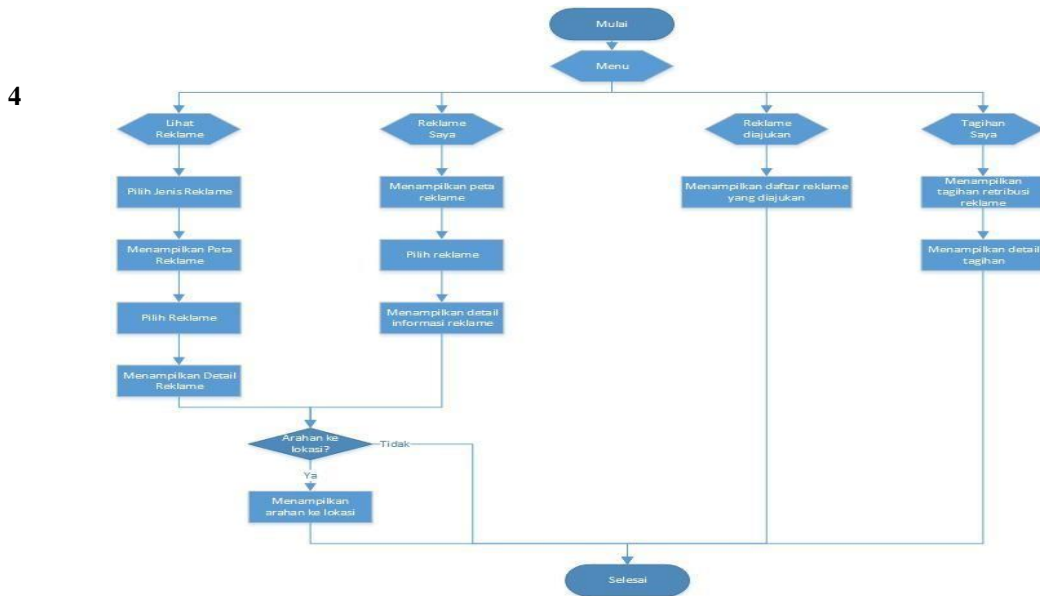 4
Mulai
Menu
Lihat
Reklame
Pilih Jenis Reklame
Menampilkan Peta
Reklame
Pilih Reklame
Menampilkan Detail
Reklame
Reklame
Saya
Menampilkan peta
reklame
Pilih reklame
Menampilkan detail
informasi reklame
Reklame
diajukan
Menampilkan daftar reklame
yang diajukan
Tagihan
Saya
Menampilkan
tagihan retribusi
reklame
Menampilkan detail
tagihan
Arahan ke
lokasi?
Tidak
Ya
Menampilkan
arahan ke lokasi
Selesai